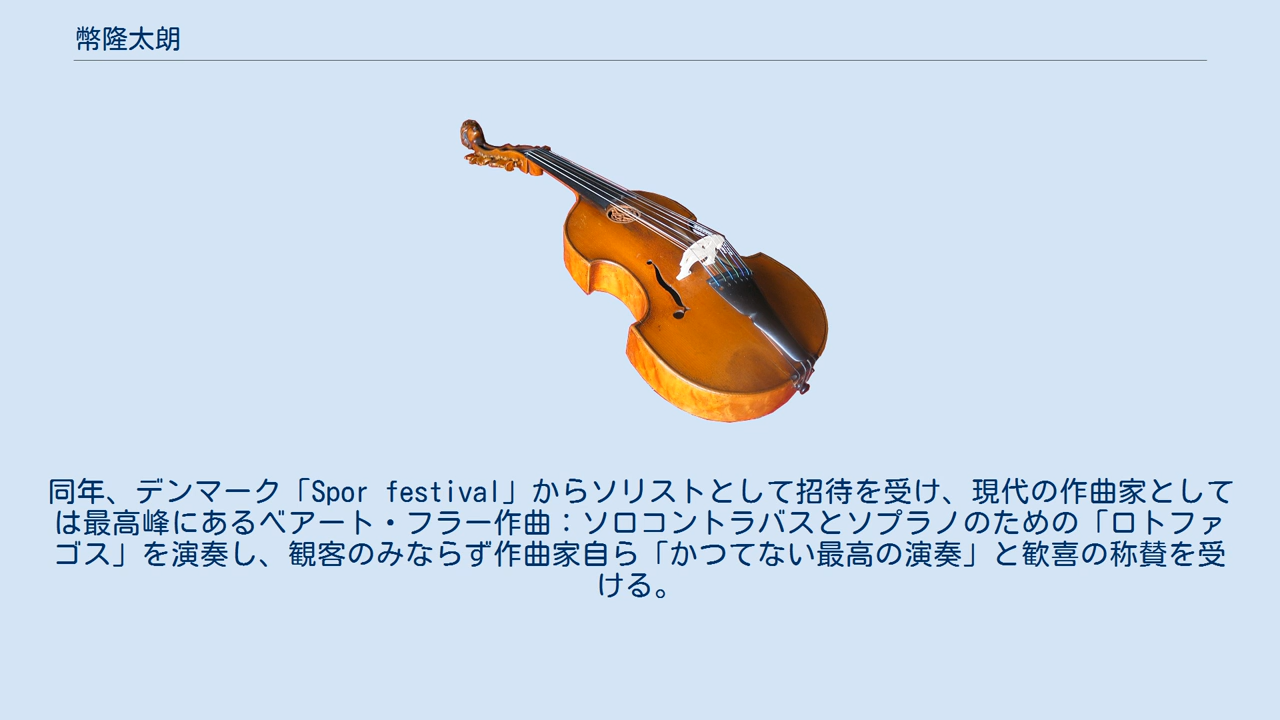 幣隆太朗
同年、デンマーク「Spor festival」からソリストとして招待を受け、現代の作曲家として
は最高峰にあるベアート・フラー作曲：ソロコントラバスとソプラノのための「ロトファ
ゴス」を演奏し、観客のみならず作曲家自ら「かつてない最高の演奏」と歓喜の称賛を受
ける。